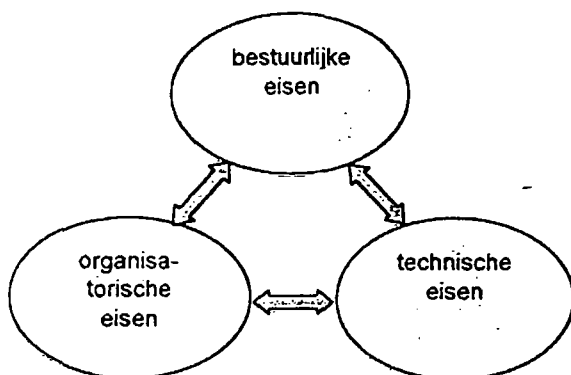 bestuurlijke
eisen
organisa-
torische
eisen
technische
eisen